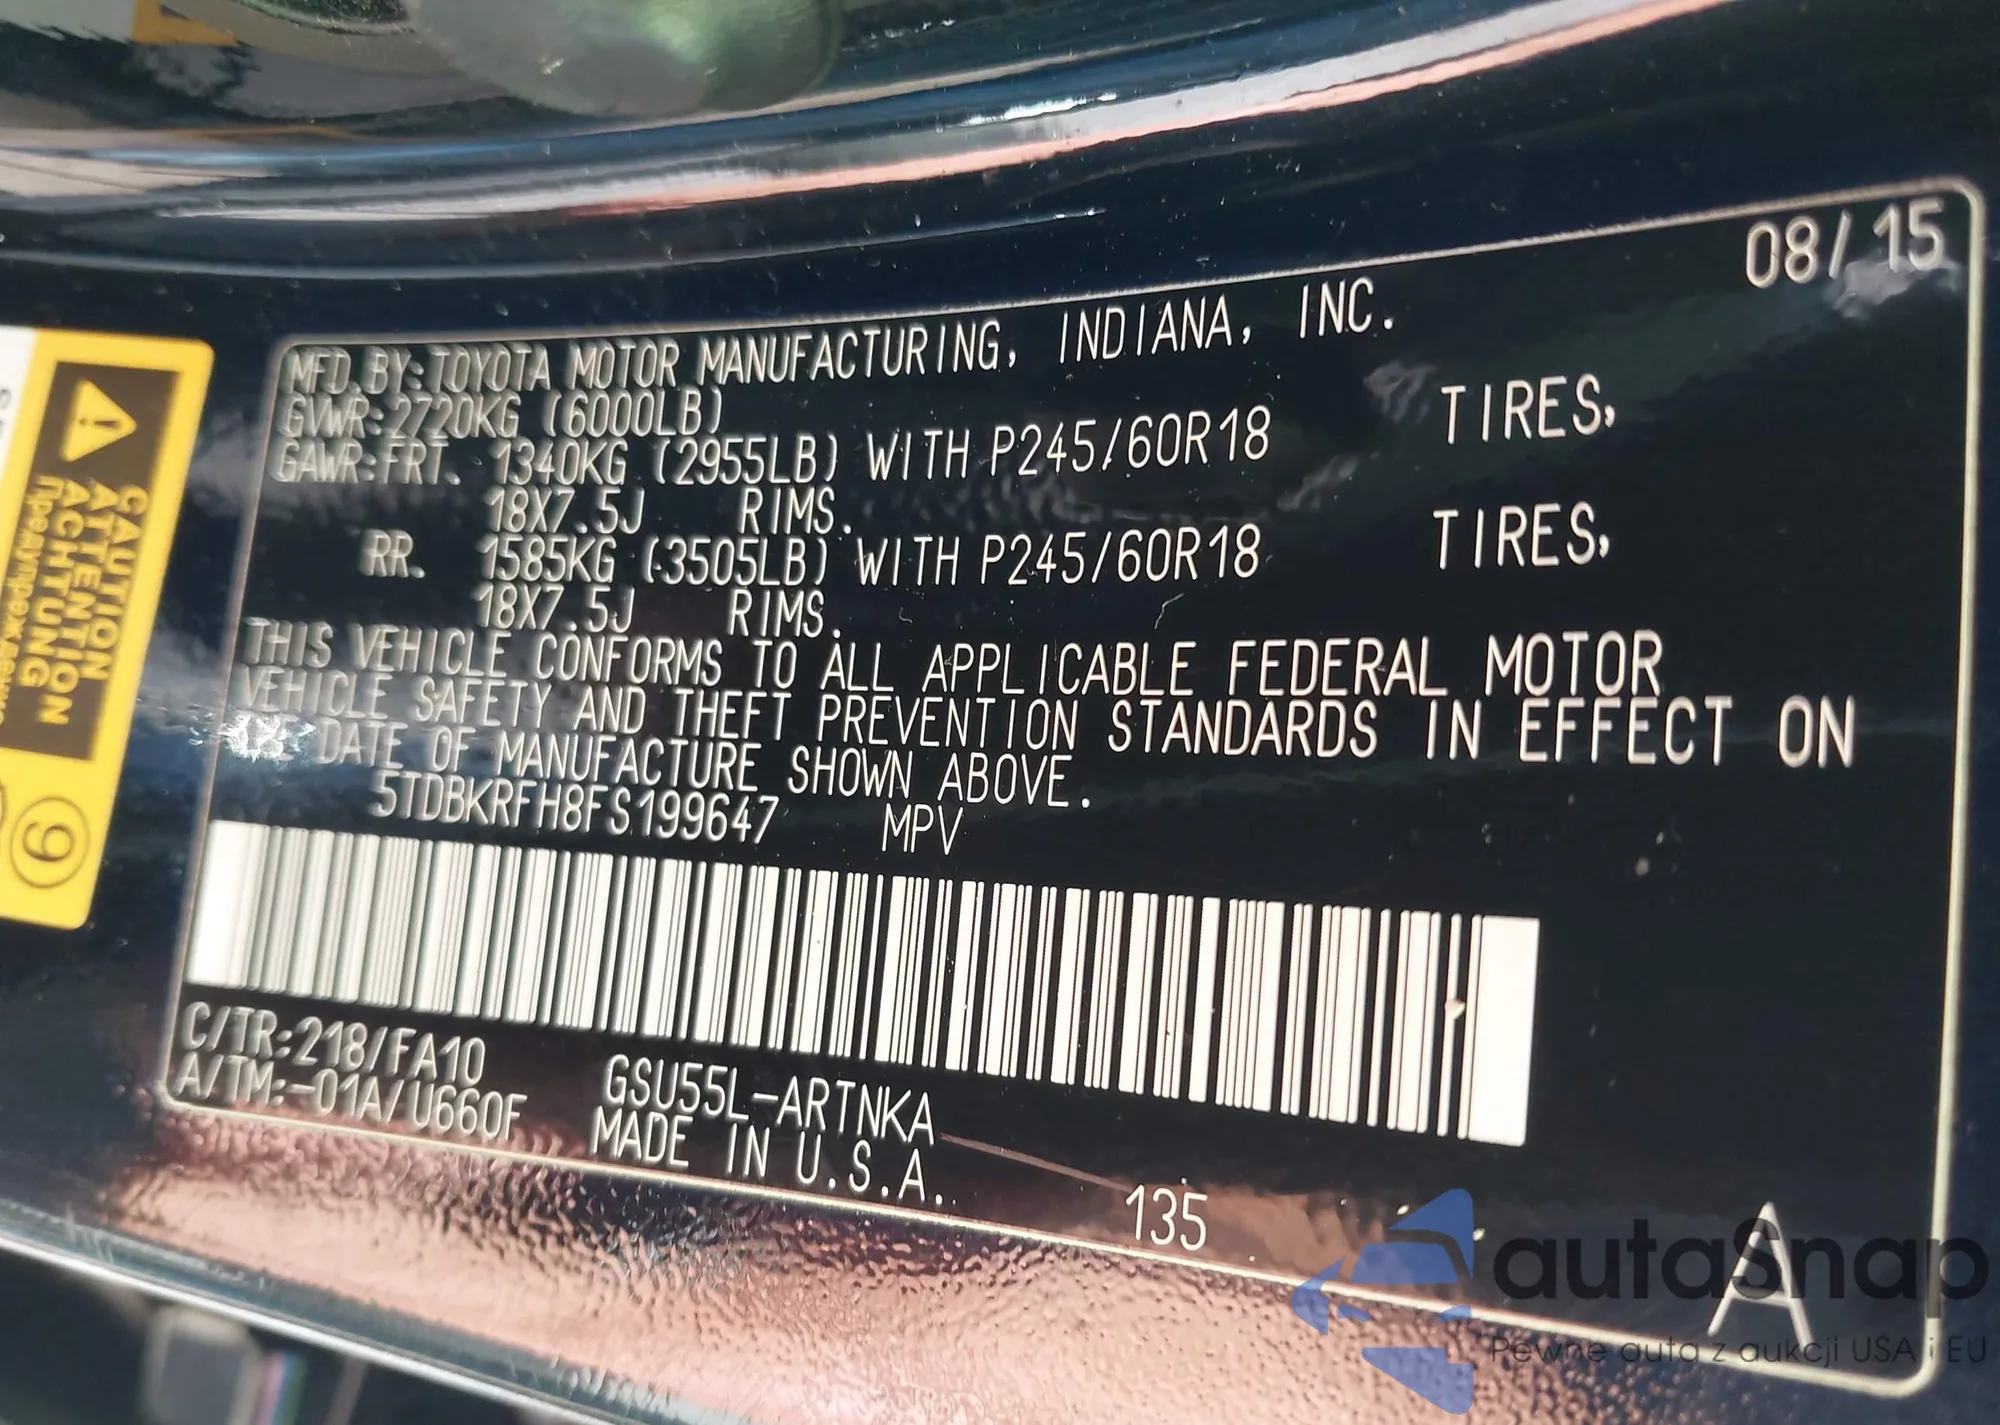 08/15
MFD.BY:TOYOTA MOTOR MANUFACTURING, INDIANA, INC.
GVWR:2720KG (6000LB)
GAWR:FRT. 1340KG (2955LB) WITH P245/60R18 TIRES,
18X7.5J RIMS.
RR. 1585KG (3505LB) WITH P245/60R18 TIRES,
18X7.5J RIMS.
THIS VEHICLE CONFORMS TO ALL APPLICABLE FEDERAL MOTOR
VEHICLE SAFETY AND THEFT PREVENTION STANDARDS IN EFFECT ON
DATE OF MANUFACTURE SHOWN ABOVE.
5TDBKRFH8FS199647 MPV
C/TR:218/FA10 GSU55L-ARTNKA
A/TM:-01A/U660F MADE IN U.S.A.
135
A
CAUTION
ATTENTION
ACHTUNG
9
autaSnap
Pewne auta z aukcji USA i EU